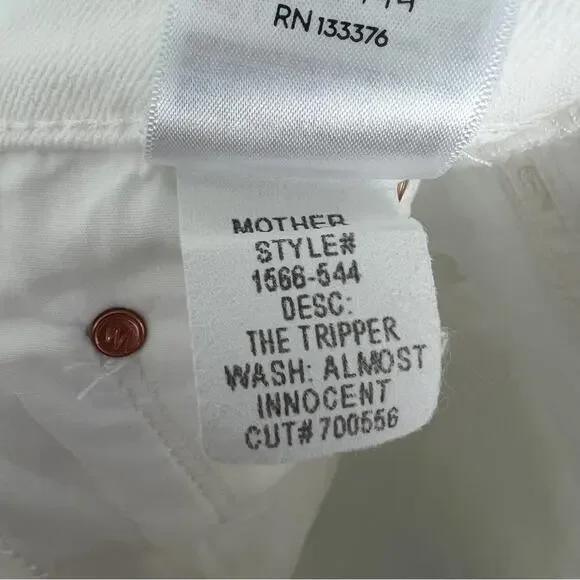 RN 133376
MOTHER
STYLE#
1566-544
DESC:
THE TRIPPER
WASH: ALMOST
INNOCENT
CUT# 700556